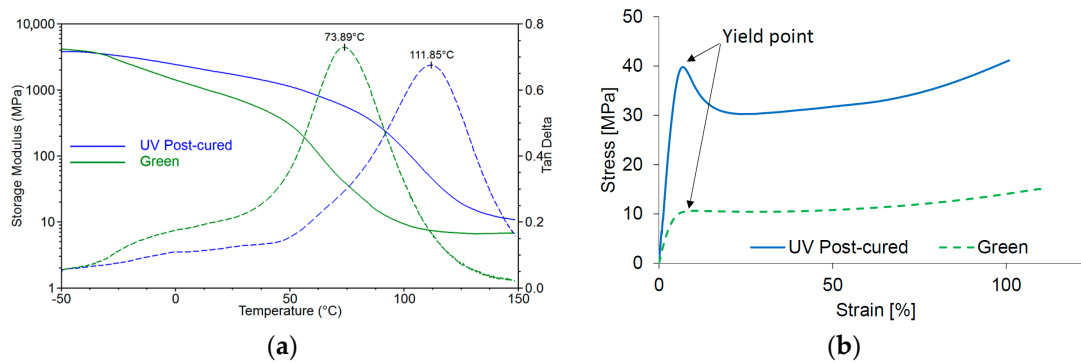 10,000
1000
100
10
1
Storage Modulus (MPa)
73.89°C
111.85°C
UV Post-cured
Green
0.8
0.6
0.4
0.2
0.0
Tan Delta
-50
0
50
100
150
Temperature (°C)
(a)
50
40
30
20
10
0
Stress [MPa]
Yield point
UV Post-cured
Green
0
50
100
Strain [%]
(b)